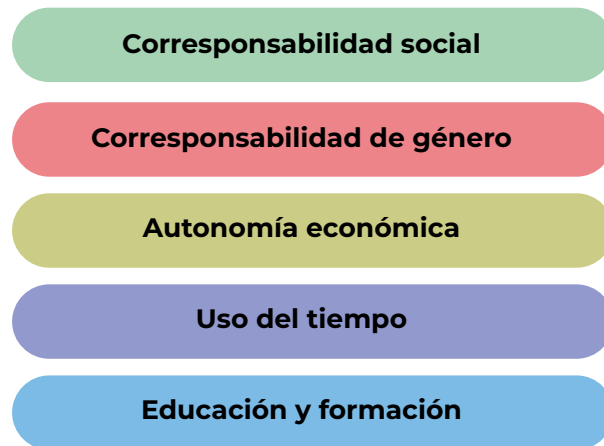 Corresponsabilidad social
Corresponsabilidad de género
Autonomía económica
Uso del tiempo
Educación y formación